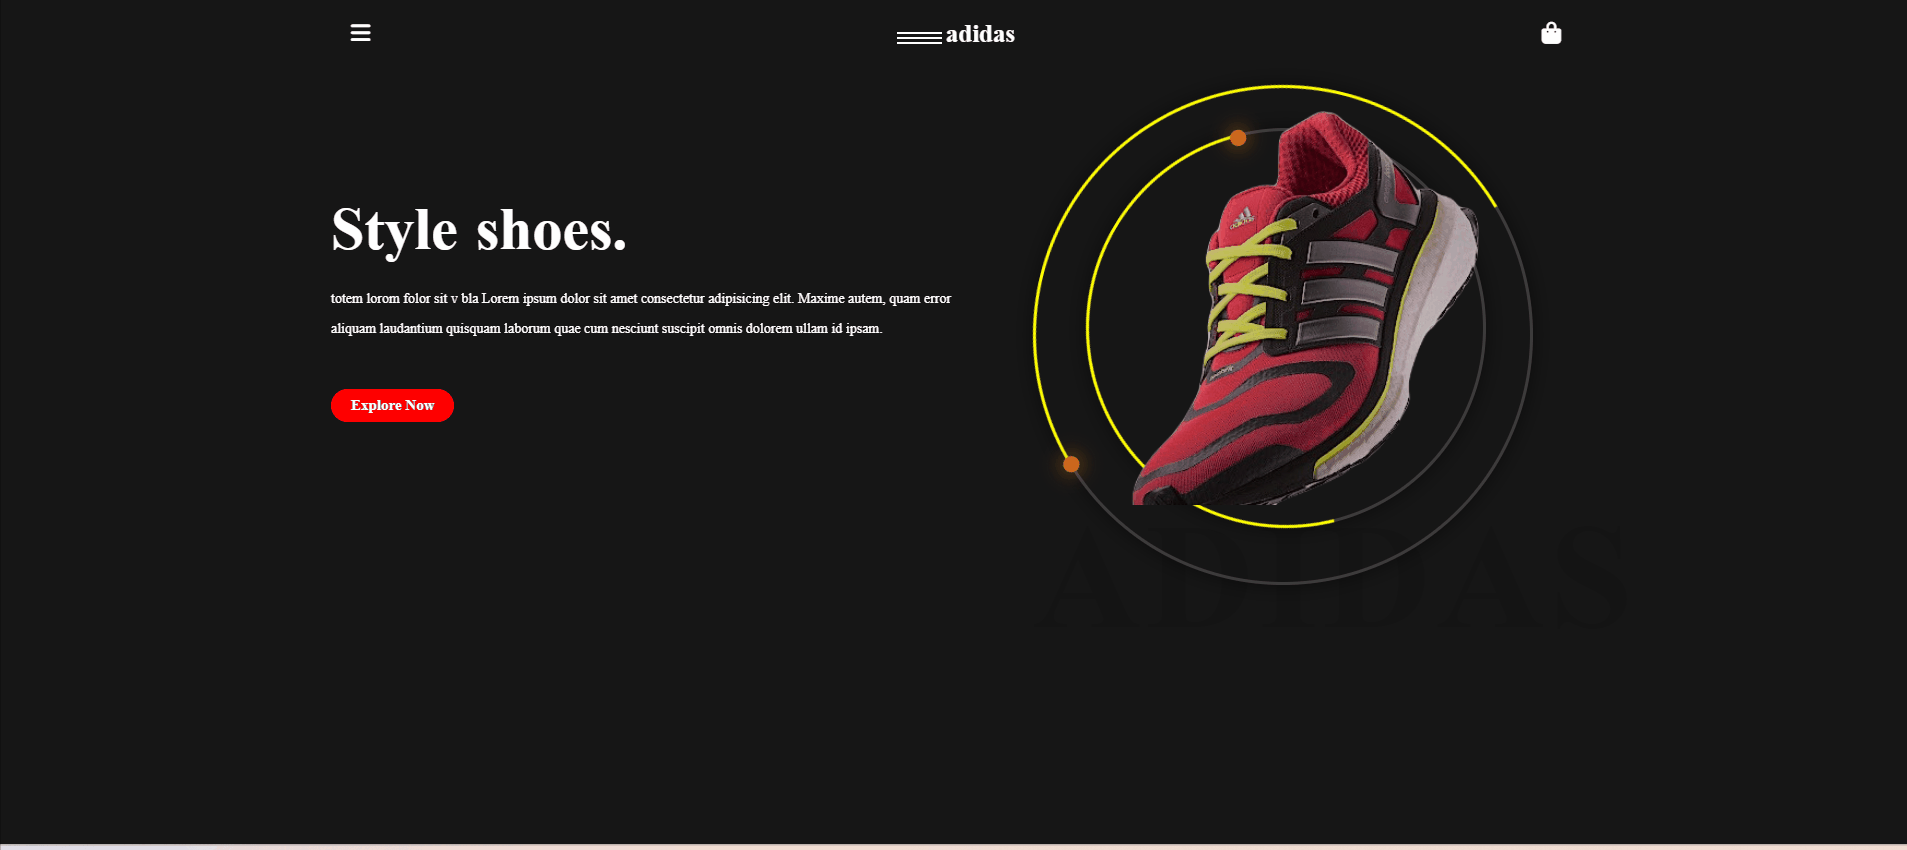 adidas
Style shoes.
totem lorom folor sit v bla Lorem ipsum dolor sit amet consectetur adipisicing elit. Maxime autem, quam error
aliquam laudantium quisquam laborum quae cum nesciunt suscipit omnis dolorem ullam id ipsam.
Explore Now
adidas
ADIDAS